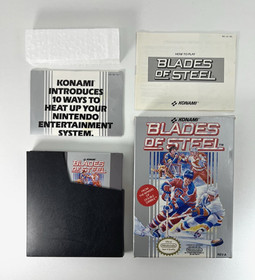 KONAMI
INTRODUCES
10 WAYS TO
HEAT UP YOUR
NINTENDO
ENTERTAINMENT
SYSTEM.
HOW TO PLAY
BLADES
OF STEEL
KONAMI
KONAMI
BLADES
OF STEEL
KONAMI
BLADES
OF STEEL